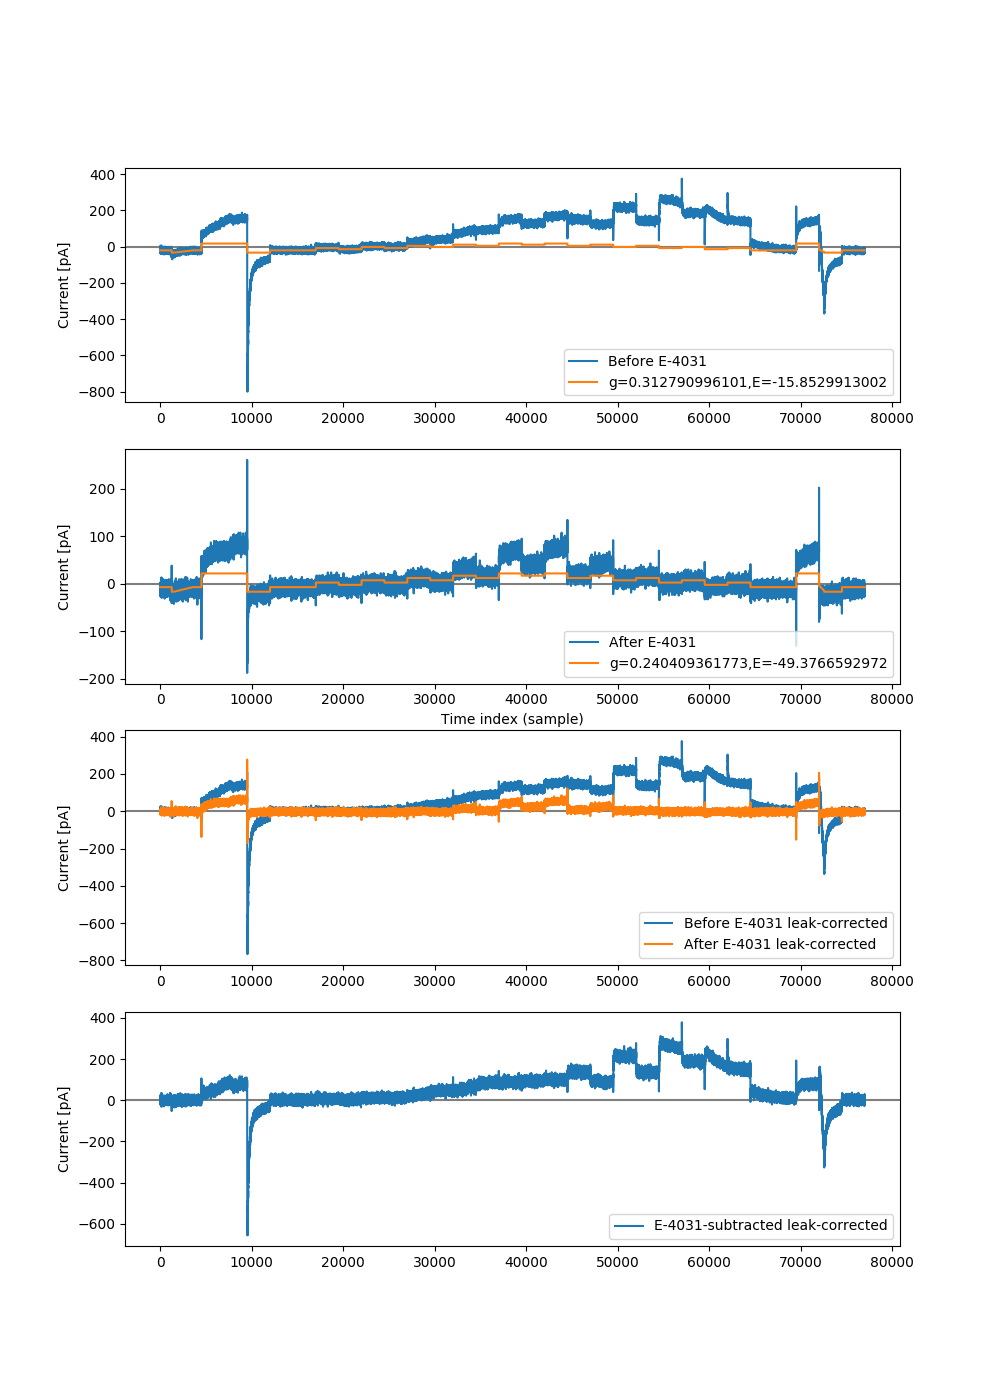 400
200
0
−200
−400
−600
−800
Current [pA]
Before E-4031
g=0.312790996101,E=-15.8529913002
0 10000 20000 30000 40000 50000 60000 70000 80000
200
100
0
−100
−200
Current [pA]
After E-4031
g=0.240409361773,E=-49.3766592972
0 10000 20000 30000 40000 50000 60000 70000 80000
Time index (sample)
400
200
0
−200
−400
−600
−800
Current [pA]
Before E-4031 leak-corrected
After E-4031 leak-corrected
0 10000 20000 30000 40000 50000 60000 70000 80000
400
200
0
−200
−400
−600
Current [pA]
E-4031-subtracted leak-corrected
0 10000 20000 30000 40000 50000 60000 70000 80000